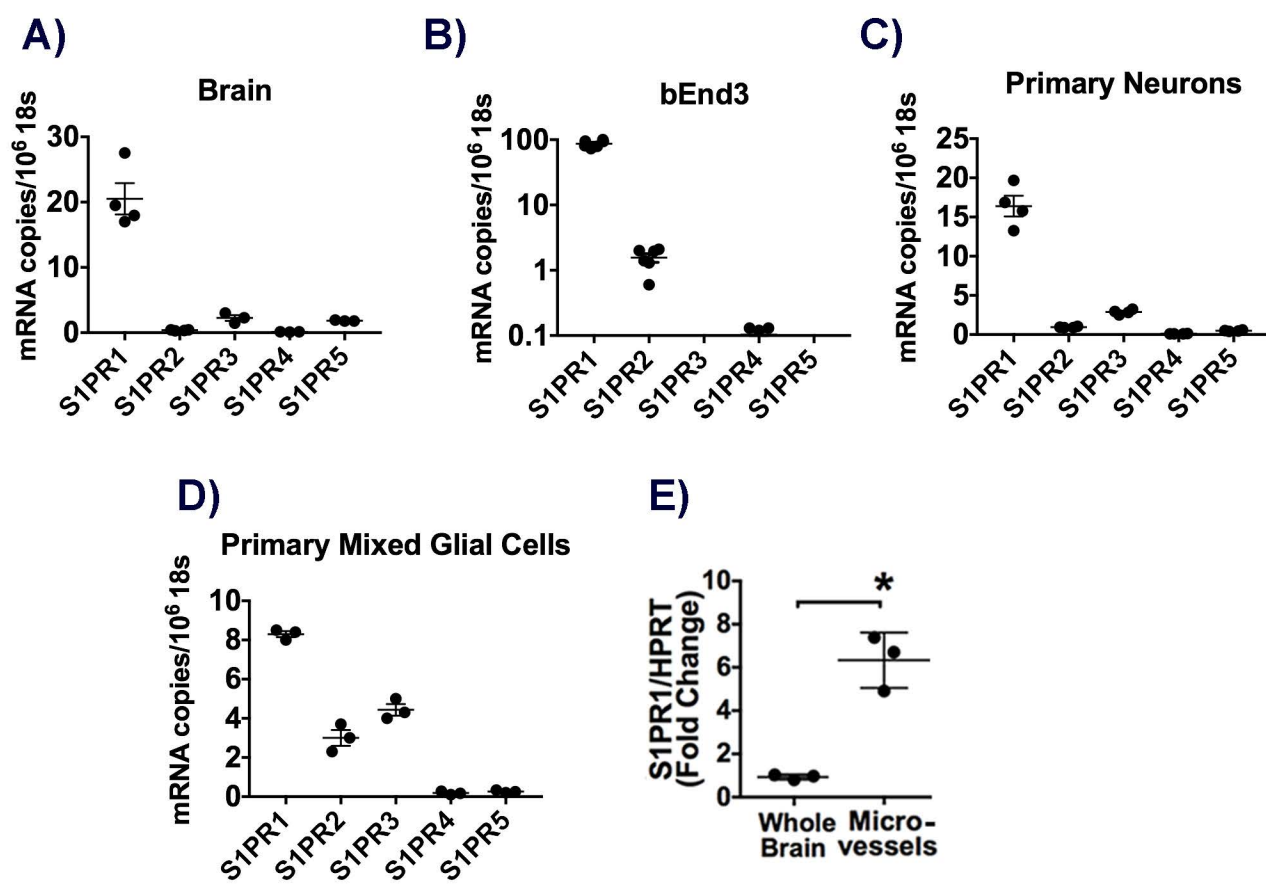 A)
Brain
mRNA copies/10⁶ 18s
30
20
10
0
S1PR1
S1PR2
S1PR3
S1PR4
S1PR5
B)
bEnd3
mRNA copies/10⁶ 18s
100
10
1
0.1
S1PR1
S1PR2
S1PR3
S1PR4
S1PR5
C)
Primary Neurons
mRNA copies/10⁶ 18s
25
20
15
10
5
0
S1PR1
S1PR2
S1PR3
S1PR4
S1PR5
D)
Primary Mixed Glial Cells
mRNA copies/10⁶ 18s
10
8
6
4
2
0
S1PR1
S1PR2
S1PR3
S1PR4
S1PR5
E)
S1PR1/HPRT
(Fold Change)
10
8
6
4
2
0
*
Whole
Brain
Micro-
vessels